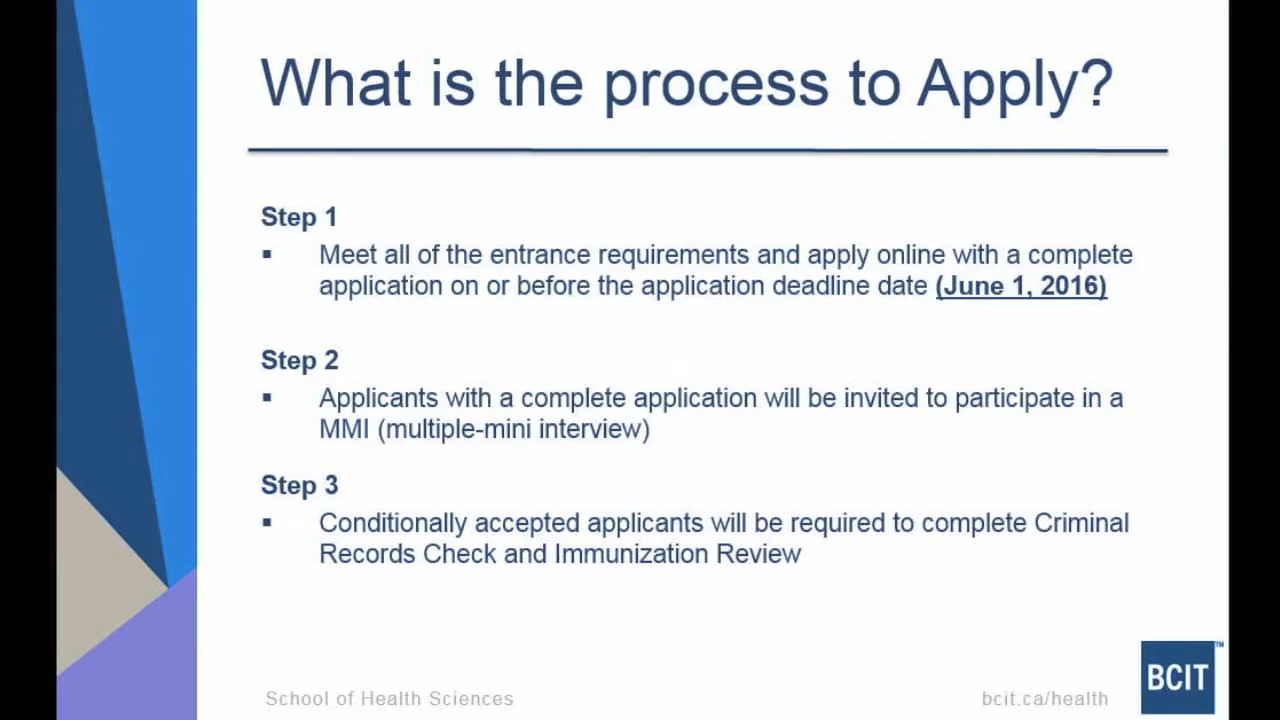 What is the process to Apply?
Step 1
▪ Meet all of the entrance requirements and apply online with a complete
application on or before the application deadline date (June 1, 2016)
Step 2
▪ Applicants with a complete application will be invited to participate in a
MMI (multiple-mini interview)
Step 3
▪ Conditionally accepted applicants will be required to complete Criminal
Records Check and Immunization Review
School of Health Sciences
bcit.ca/health
BCIT™